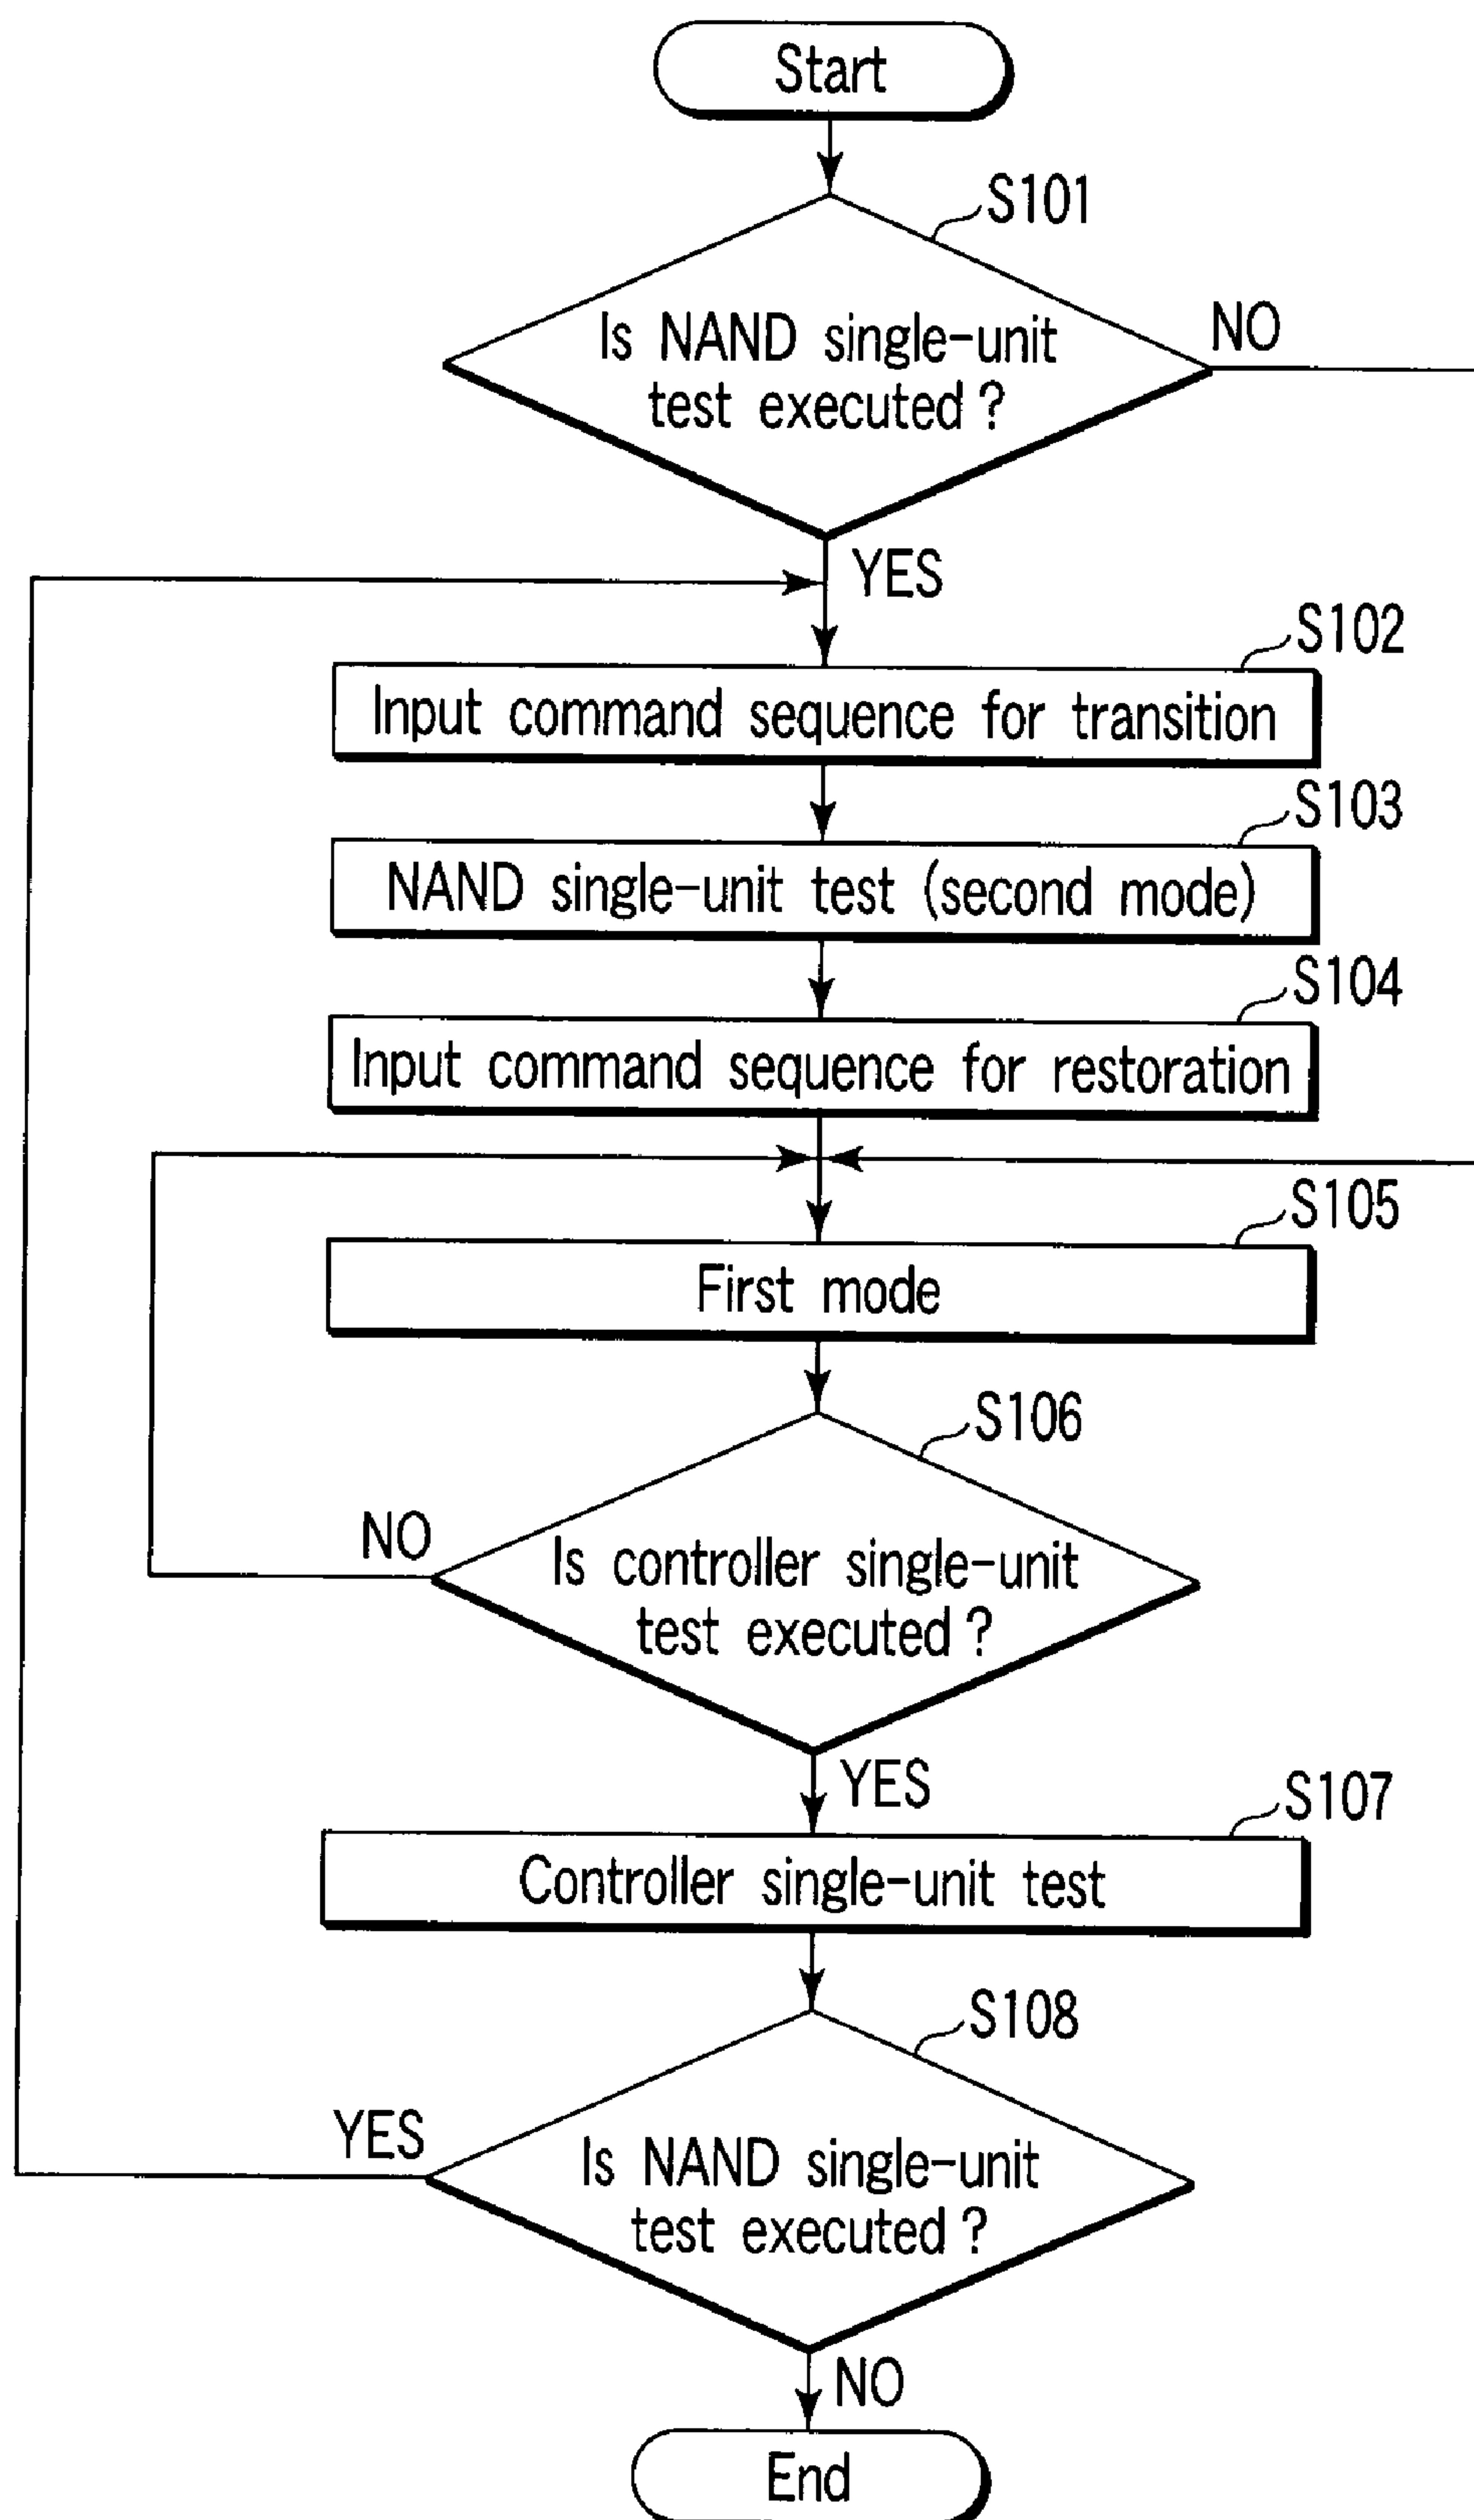 Start
S101
Is NAND single-unit
test executed?
NO
YES
S102
Input command sequence for transition
S103
NAND single-unit test (second mode)
S104
Input command sequence for restoration
S105
First mode
S106
NO
Is controller single-unit
test executed?
YES
S107
Controller single-unit test
S108
YES
Is NAND single-unit
test executed?
NO
End